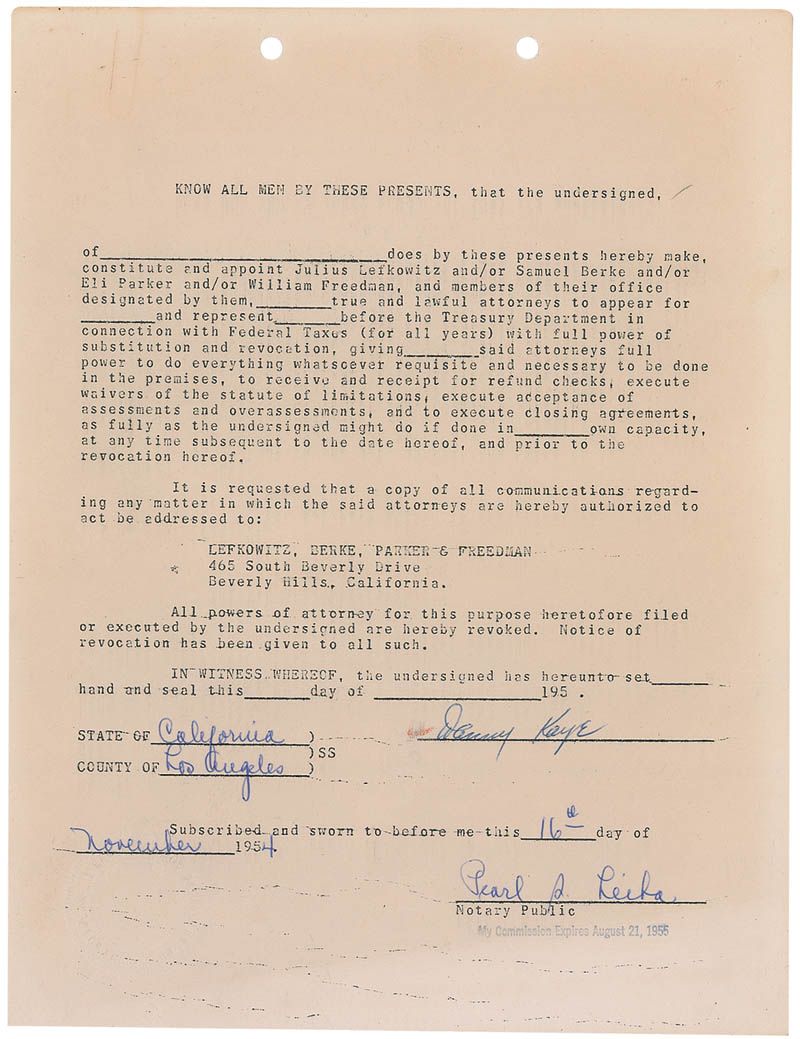 KNOW ALL MEN BY THESE PRESENTS, that the undersigned,
of____________________does by these presents hereby make,
constitute and appoint Julius Lefkowitz and/or Samuel Berke and/or
Eli Parker and/or William Freedman, and members of their office
designated by them,________true and lawful attorneys to appear for
________and represent_______before the Treasury Department in
connection with Federal Taxes (for all years) with full power of
substitution and revocation, giving________said attorneys full
power to do everything whatsoever requisite and necessary to be done
in the premises, to receive and receipt for refund checks, execute
waivers of the statute of limitations, execute acceptance of
assessments and overassessments, and to execute closing agreements,
as fully as the undersigned might do if done in________own capacity,
at any time subsequent to the date hereof, and prior to the
revocation hereof.
It is requested that a copy of all communications regard-
ing any matter in which the said attorneys are hereby authorized to
act be addressed to:
LEFKOWITZ, BERKE, PARKER & FREEDMAN
465 South Beverly Drive
Beverly Hills, California.
All powers of attorney for this purpose heretofore filed
or executed by the undersigned are hereby revoked. Notice of
revocation has been given to all such.
IN WITNESS WHEREOF, the undersigned has hereunto set______
hand and seal this_______day of __________________195 .
Danny Kaye
STATE OF California )
)SS
COUNTY OF Los Angeles )
Subscribed and sworn to before me this 16th day of
November 1954.
Pearl S.
Notary Public
My Commission Expires August 21, 1955